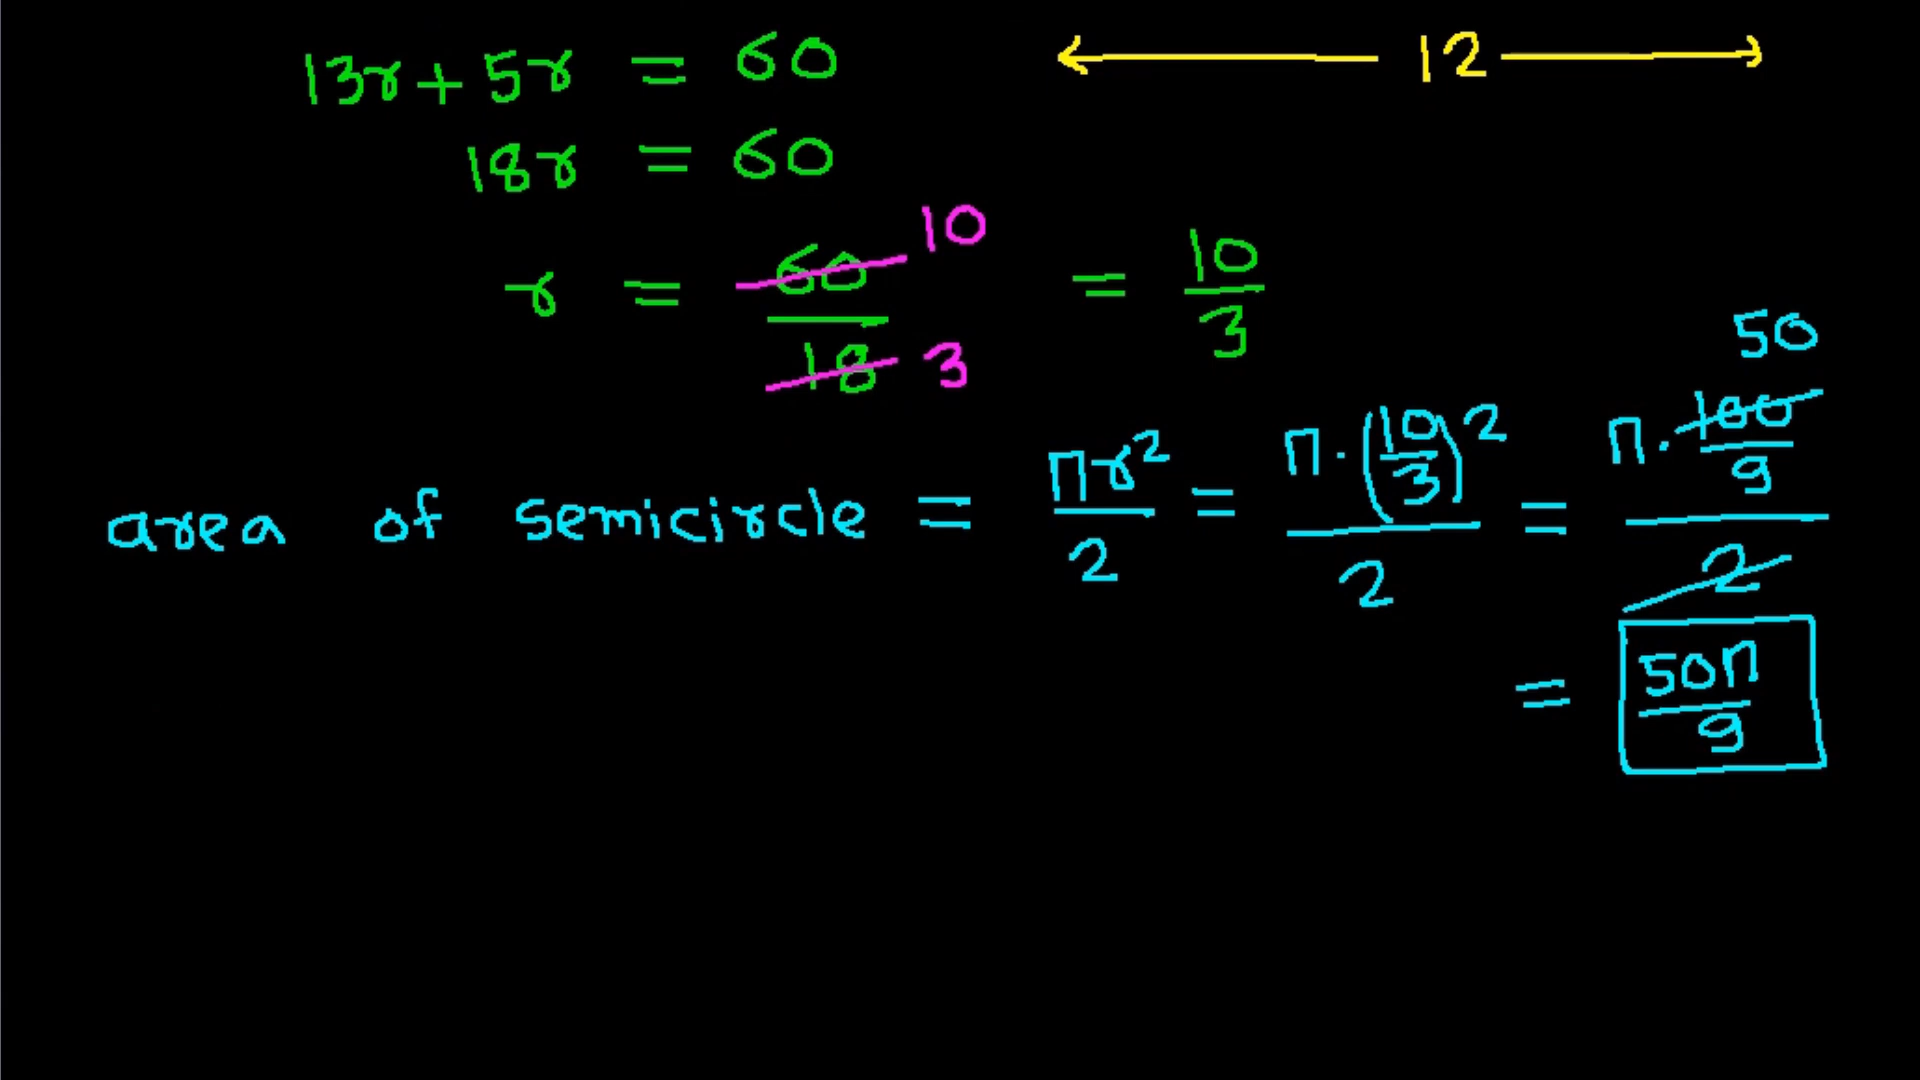 13r + 5r = 60
12
18r = 60
r = 60/18 10 3 = 10/3
50
area of semicircle = πr²/2 = π·(10/3)²/2 = π·100/9/2
= 50π/9